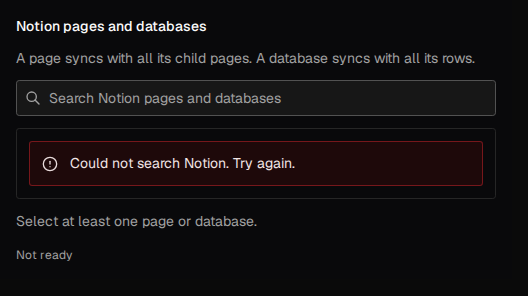 Notion pages and databases
A page syncs with all its child pages. A database syncs with all its rows.
Search Notion pages and databases
Could not search Notion. Try again.
Select at least one page or database.
Not ready